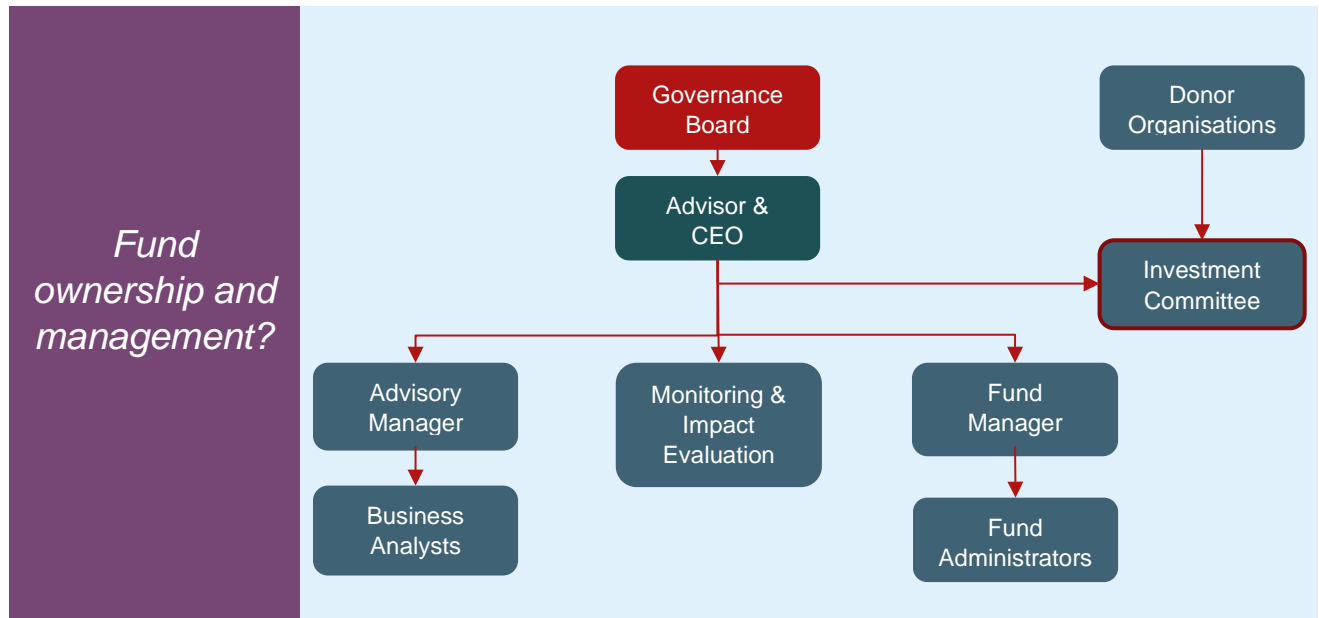 Fund
ownership and
management?
Governance
Board
Donor
Organisations
Advisor &
CEO
Investment
Committee
Advisory
Manager
Monitoring &
Impact
Evaluation
Fund
Manager
Business
Analysts
Fund
Administrators